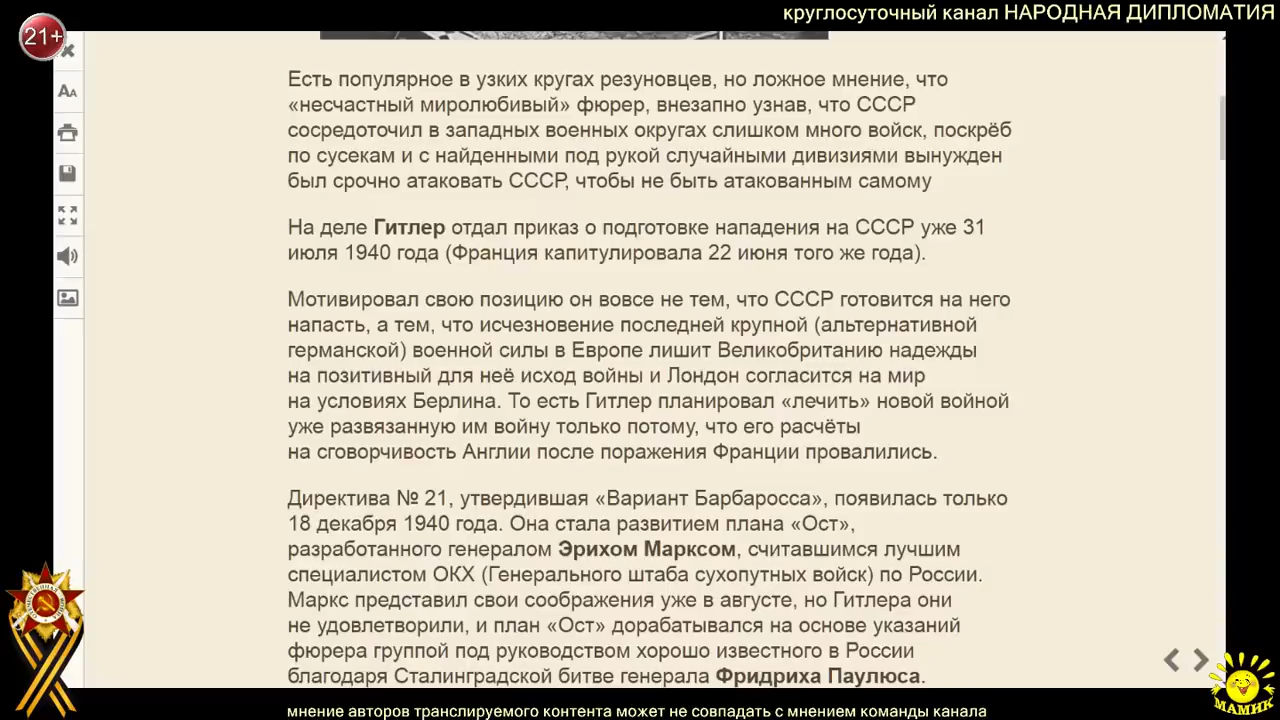 круглосуточный канал НАРОДНАЯ ДИПЛОМАТИЯ
21+
AA
Есть популярное в узких кругах резуновцев, но ложное мнение, что
«несчастный миролюбивый» фюрер, внезапно узнав, что СССР
сосредоточил в западных военных округах слишком много войск, поскрёб
по сусекам и с найденными под рукой случайными дивизиями вынужден
был срочно атаковать СССР, чтобы не быть атакованным самому
На деле Гитлер отдал приказ о подготовке нападения на СССР уже 31
июля 1940 года (Франция капитулировала 22 июня того же года).
Мотивировал свою позицию он вовсе не тем, что СССР готовится на него
напасть, а тем, что исчезновение последней крупной (альтернативной
германской) военной силы в Европе лишит Великобританию надежды
на позитивный для неё исход войны и Лондон согласится на мир
на условиях Берлина. То есть Гитлер планировал «лечить» новой войной
уже развязанную им войну только потому, что его расчёты
на сговорчивость Англии после поражения Франции провалились.
Директива № 21, утвердившая «Вариант Барбаросса», появилась только
18 декабря 1940 года. Она стала развитием плана «Ост»,
разработанного генералом Эрихом Марксом, считавшимся лучшим
специалистом ОКХ (Генерального штаба сухопутных войск) по России.
Маркс представил свои соображения уже в августе, но Гитлера они
не удовлетворили, и план «Ост» дорабатывался на основе указаний
фюрера группой под руководством хорошо известного в России
благодаря Сталинградской битве генерала Фридриха Паулюса.
МАМИК
мнение авторов транслируемого контента может не совпадать с мнением команды канала